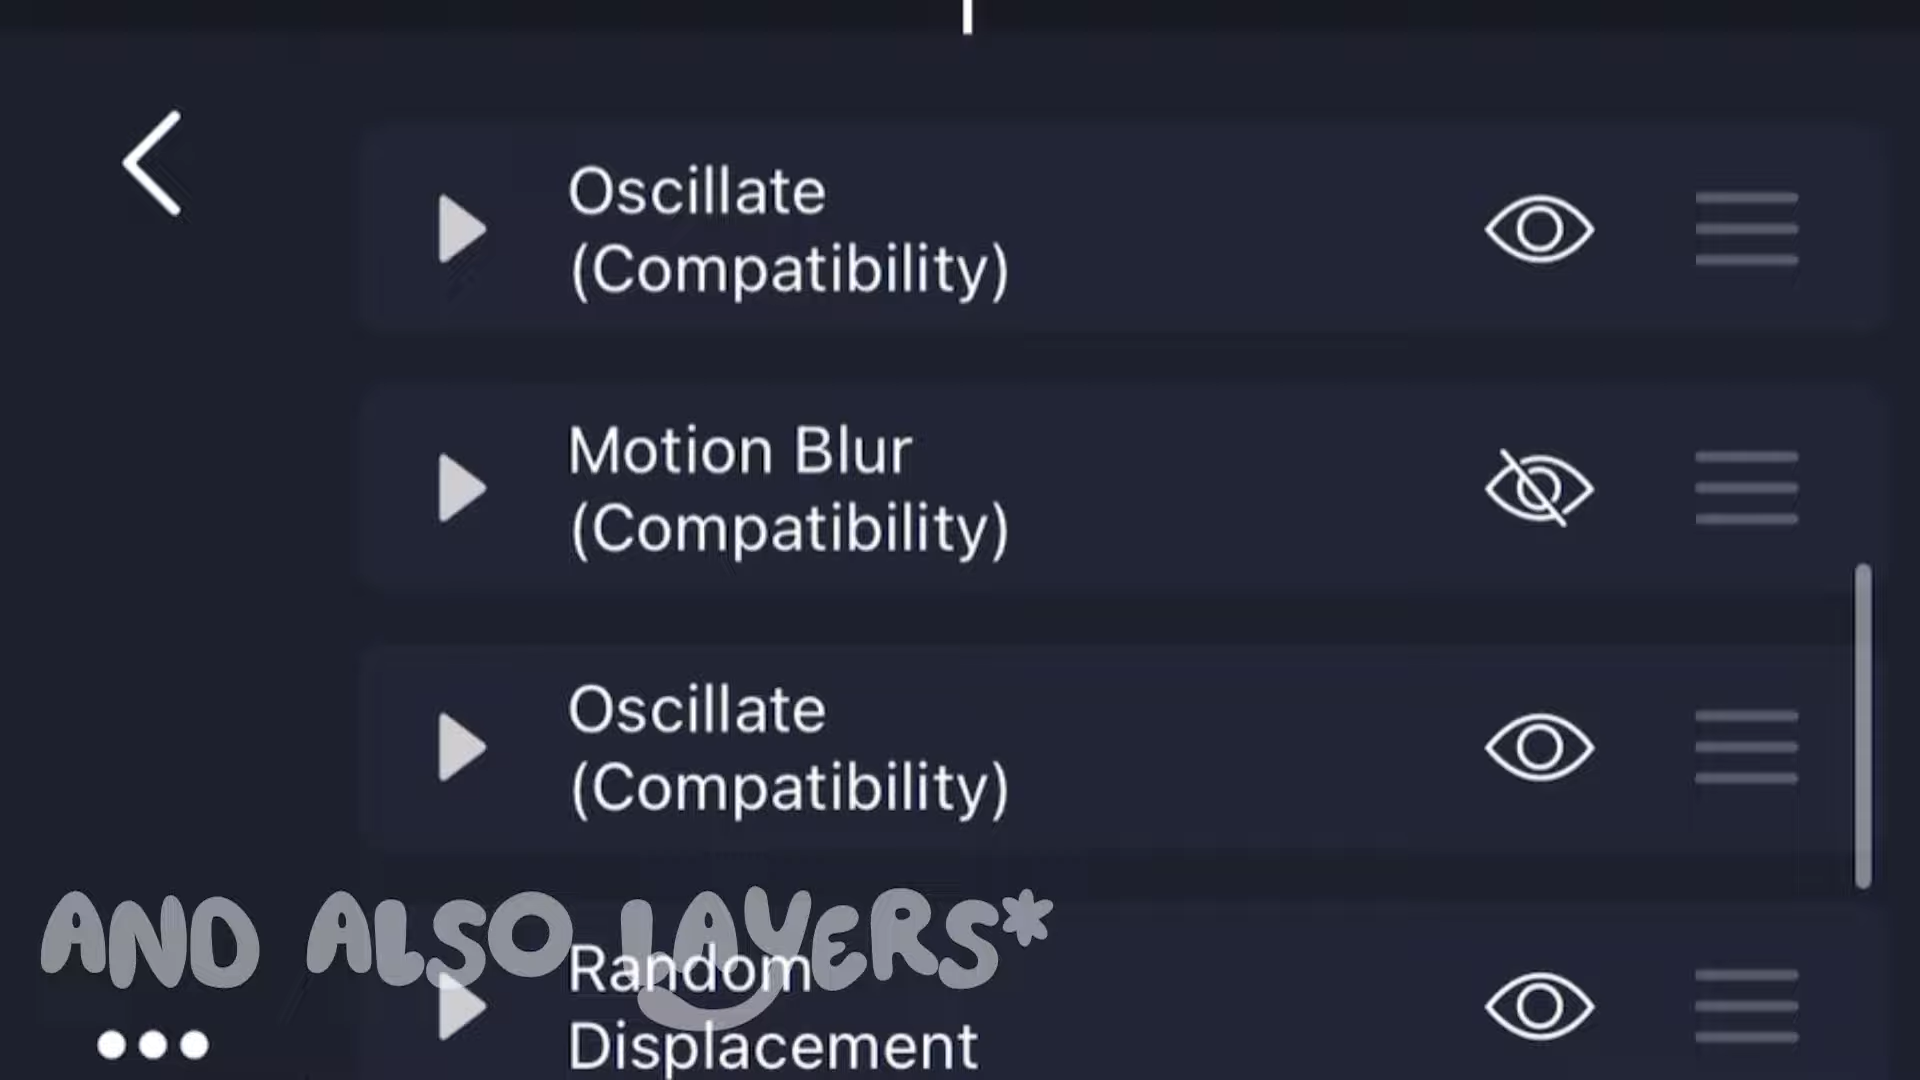 Oscillate
(Compatibility)
Motion Blur
(Compatibility)
Oscillate
(Compatibility)
AND ALSO LAYERS*
Random
Displacement